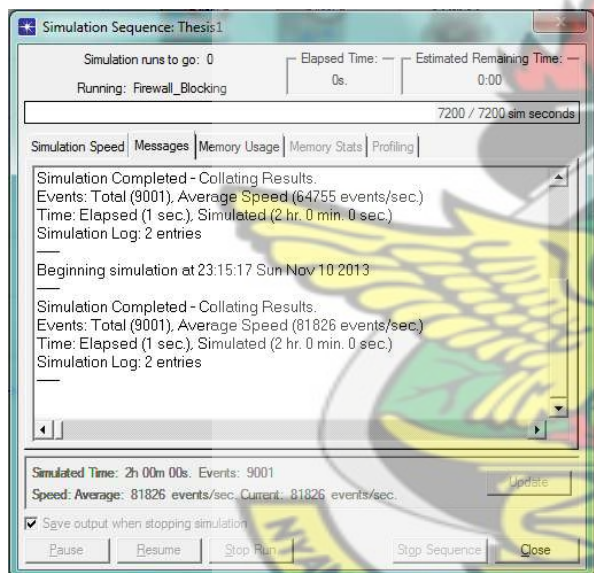 Simulation Sequence: Thesis1
Simulation runs to go: 0
Running: Firewall_Blocking
Elapsed Time:
0s.
Estimated Remaining Time:
0:00
7200 / 7200 sim seconds
Simulation Speed Messages Memory Usage Memory Stats Profiling
Simulation Completed - Collating Results.
Events: Total (9001), Average Speed (64755 events/sec.)
Time: Elapsed (1 sec.), Simulated (2 hr. 0 min. 0 sec.)
Simulation Log: 2 entries
Beginning simulation at 23:15:17 Sun Nov 10 2013
Simulation Completed - Collating Results.
Events: Total (9001), Average Speed (81826 events/sec.)
Time: Elapsed (1 sec.), Simulated (2 hr. 0 min. 0 sec.)
Simulation Log: 2 entries
Simulated Time: 2h 00m 00s. Events: 9001
Speed: Average: 81826 events/sec. Current: 81826 events/sec.
Update
Save output when stopping simulation
Pause Resume Stop Run Stop Sequence Close